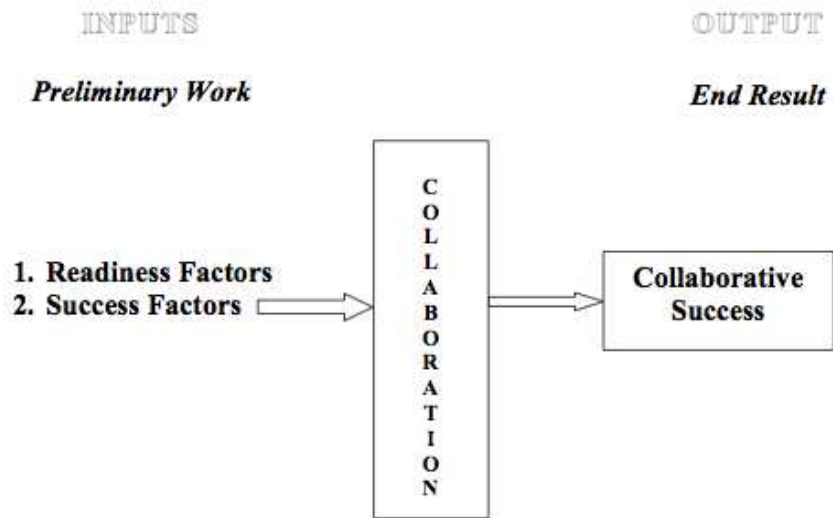 INPUTS
OUTPUT
Preliminary Work
End Result
COLLABORATION
1. Readiness Factors
2. Success Factors
Collaborative
Success